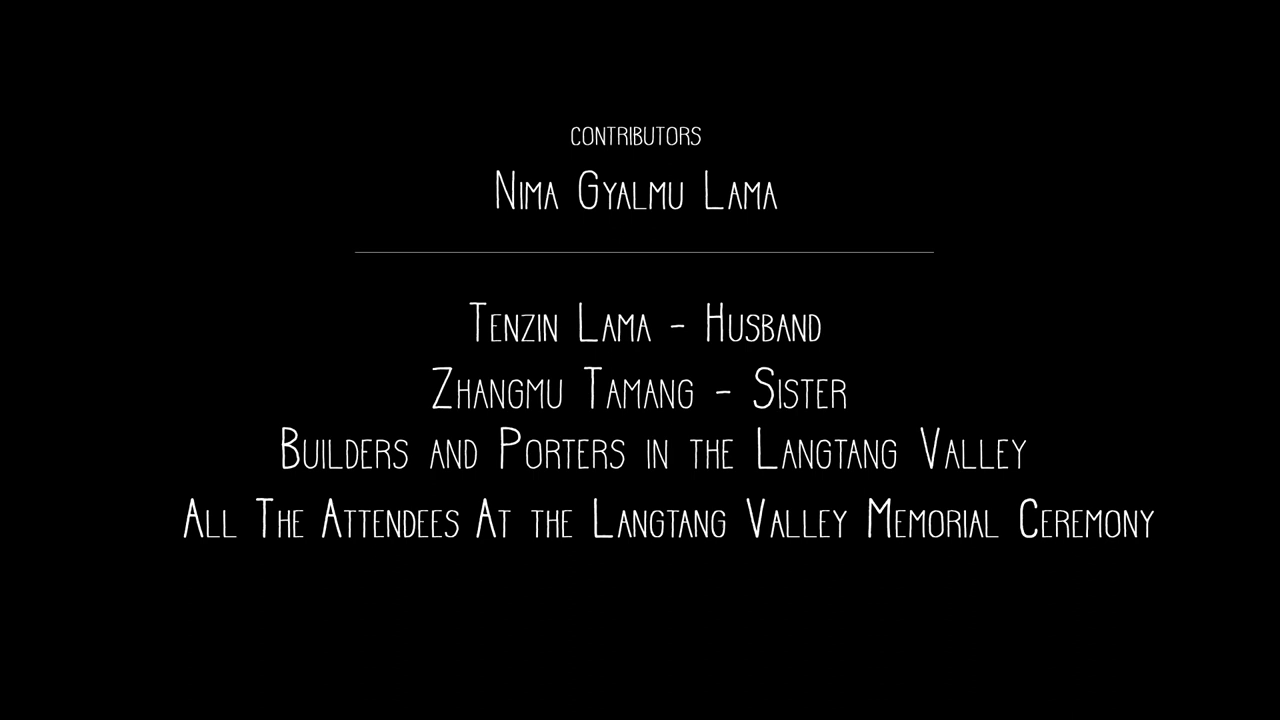 CONTRIBUTORS
NIMA GYALMU LAMA
TENZIN LAMA - HUSBAND
ZHANGMU TAMANG - SISTER
BUILDERS AND PORTERS IN THE LANGTANG VALLEY
ALL THE ATTENDEES AT THE LANGTANG VALLEY MEMORIAL CEREMONY